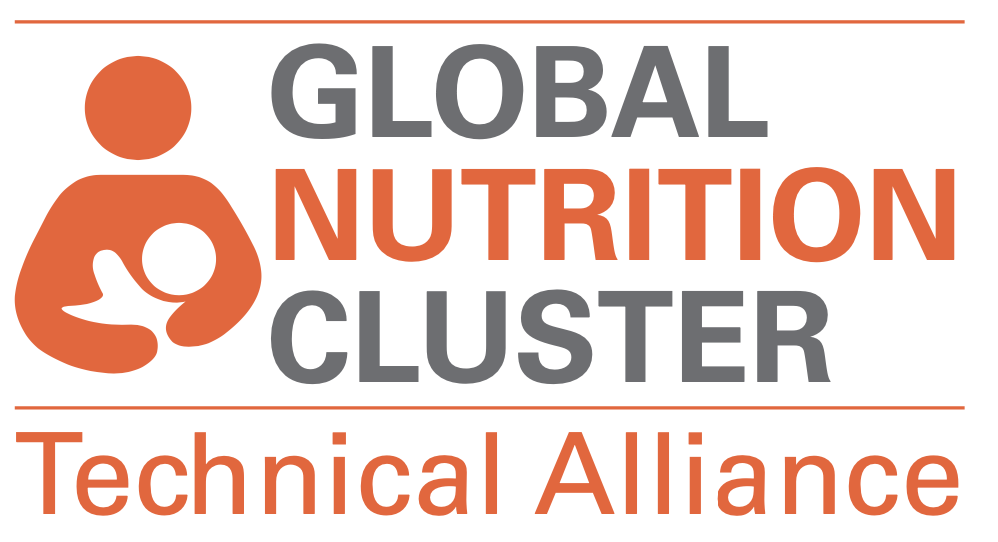 GLOBAL
NUTRITION
CLUSTER
Technical Alliance